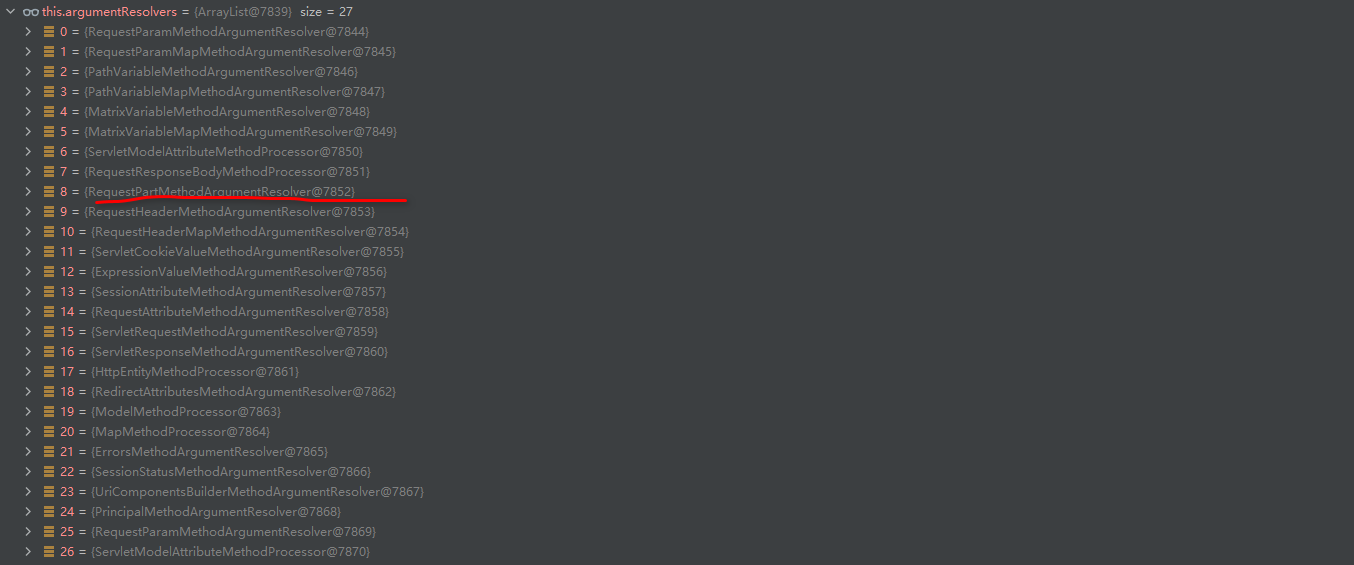 this.argumentResolvers = {ArrayList@7839} size = 27
0 = {RequestParamMethodArgumentResolver@7844}
1 = {RequestParamMapMethodArgumentResolver@7845}
2 = {PathVariableMethodArgumentResolver@7846}
3 = {PathVariableMapMethodArgumentResolver@7847}
4 = {MatrixVariableMethodArgumentResolver@7848}
5 = {MatrixVariableMapMethodArgumentResolver@7849}
6 = {ServletModelAttributeMethodProcessor@7850}
7 = {RequestResponseBodyMethodProcessor@7851}
8 = {RequestPartMethodArgumentResolver@7852}
9 = {RequestHeaderMethodArgumentResolver@7853}
10 = {RequestHeaderMapMethodArgumentResolver@7854}
11 = {ServletCookieValueMethodArgumentResolver@7855}
12 = {ExpressionValueMethodArgumentResolver@7856}
13 = {SessionAttributeMethodArgumentResolver@7857}
14 = {RequestAttributeMethodArgumentResolver@7858}
15 = {ServletRequestMethodArgumentResolver@7859}
16 = {ServletResponseMethodArgumentResolver@7860}
17 = {HttpEntityMethodProcessor@7861}
18 = {RedirectAttributesMethodArgumentResolver@7862}
19 = {ModelMethodProcessor@7863}
20 = {MapMethodProcessor@7864}
21 = {ErrorsMethodArgumentResolver@7865}
22 = {SessionStatusMethodArgumentResolver@7866}
23 = {UriComponentsBuilderMethodArgumentResolver@7867}
24 = {PrincipalMethodArgumentResolver@7868}
25 = {RequestParamMethodArgumentResolver@7869}
26 = {ServletModelAttributeMethodProcessor@7870}